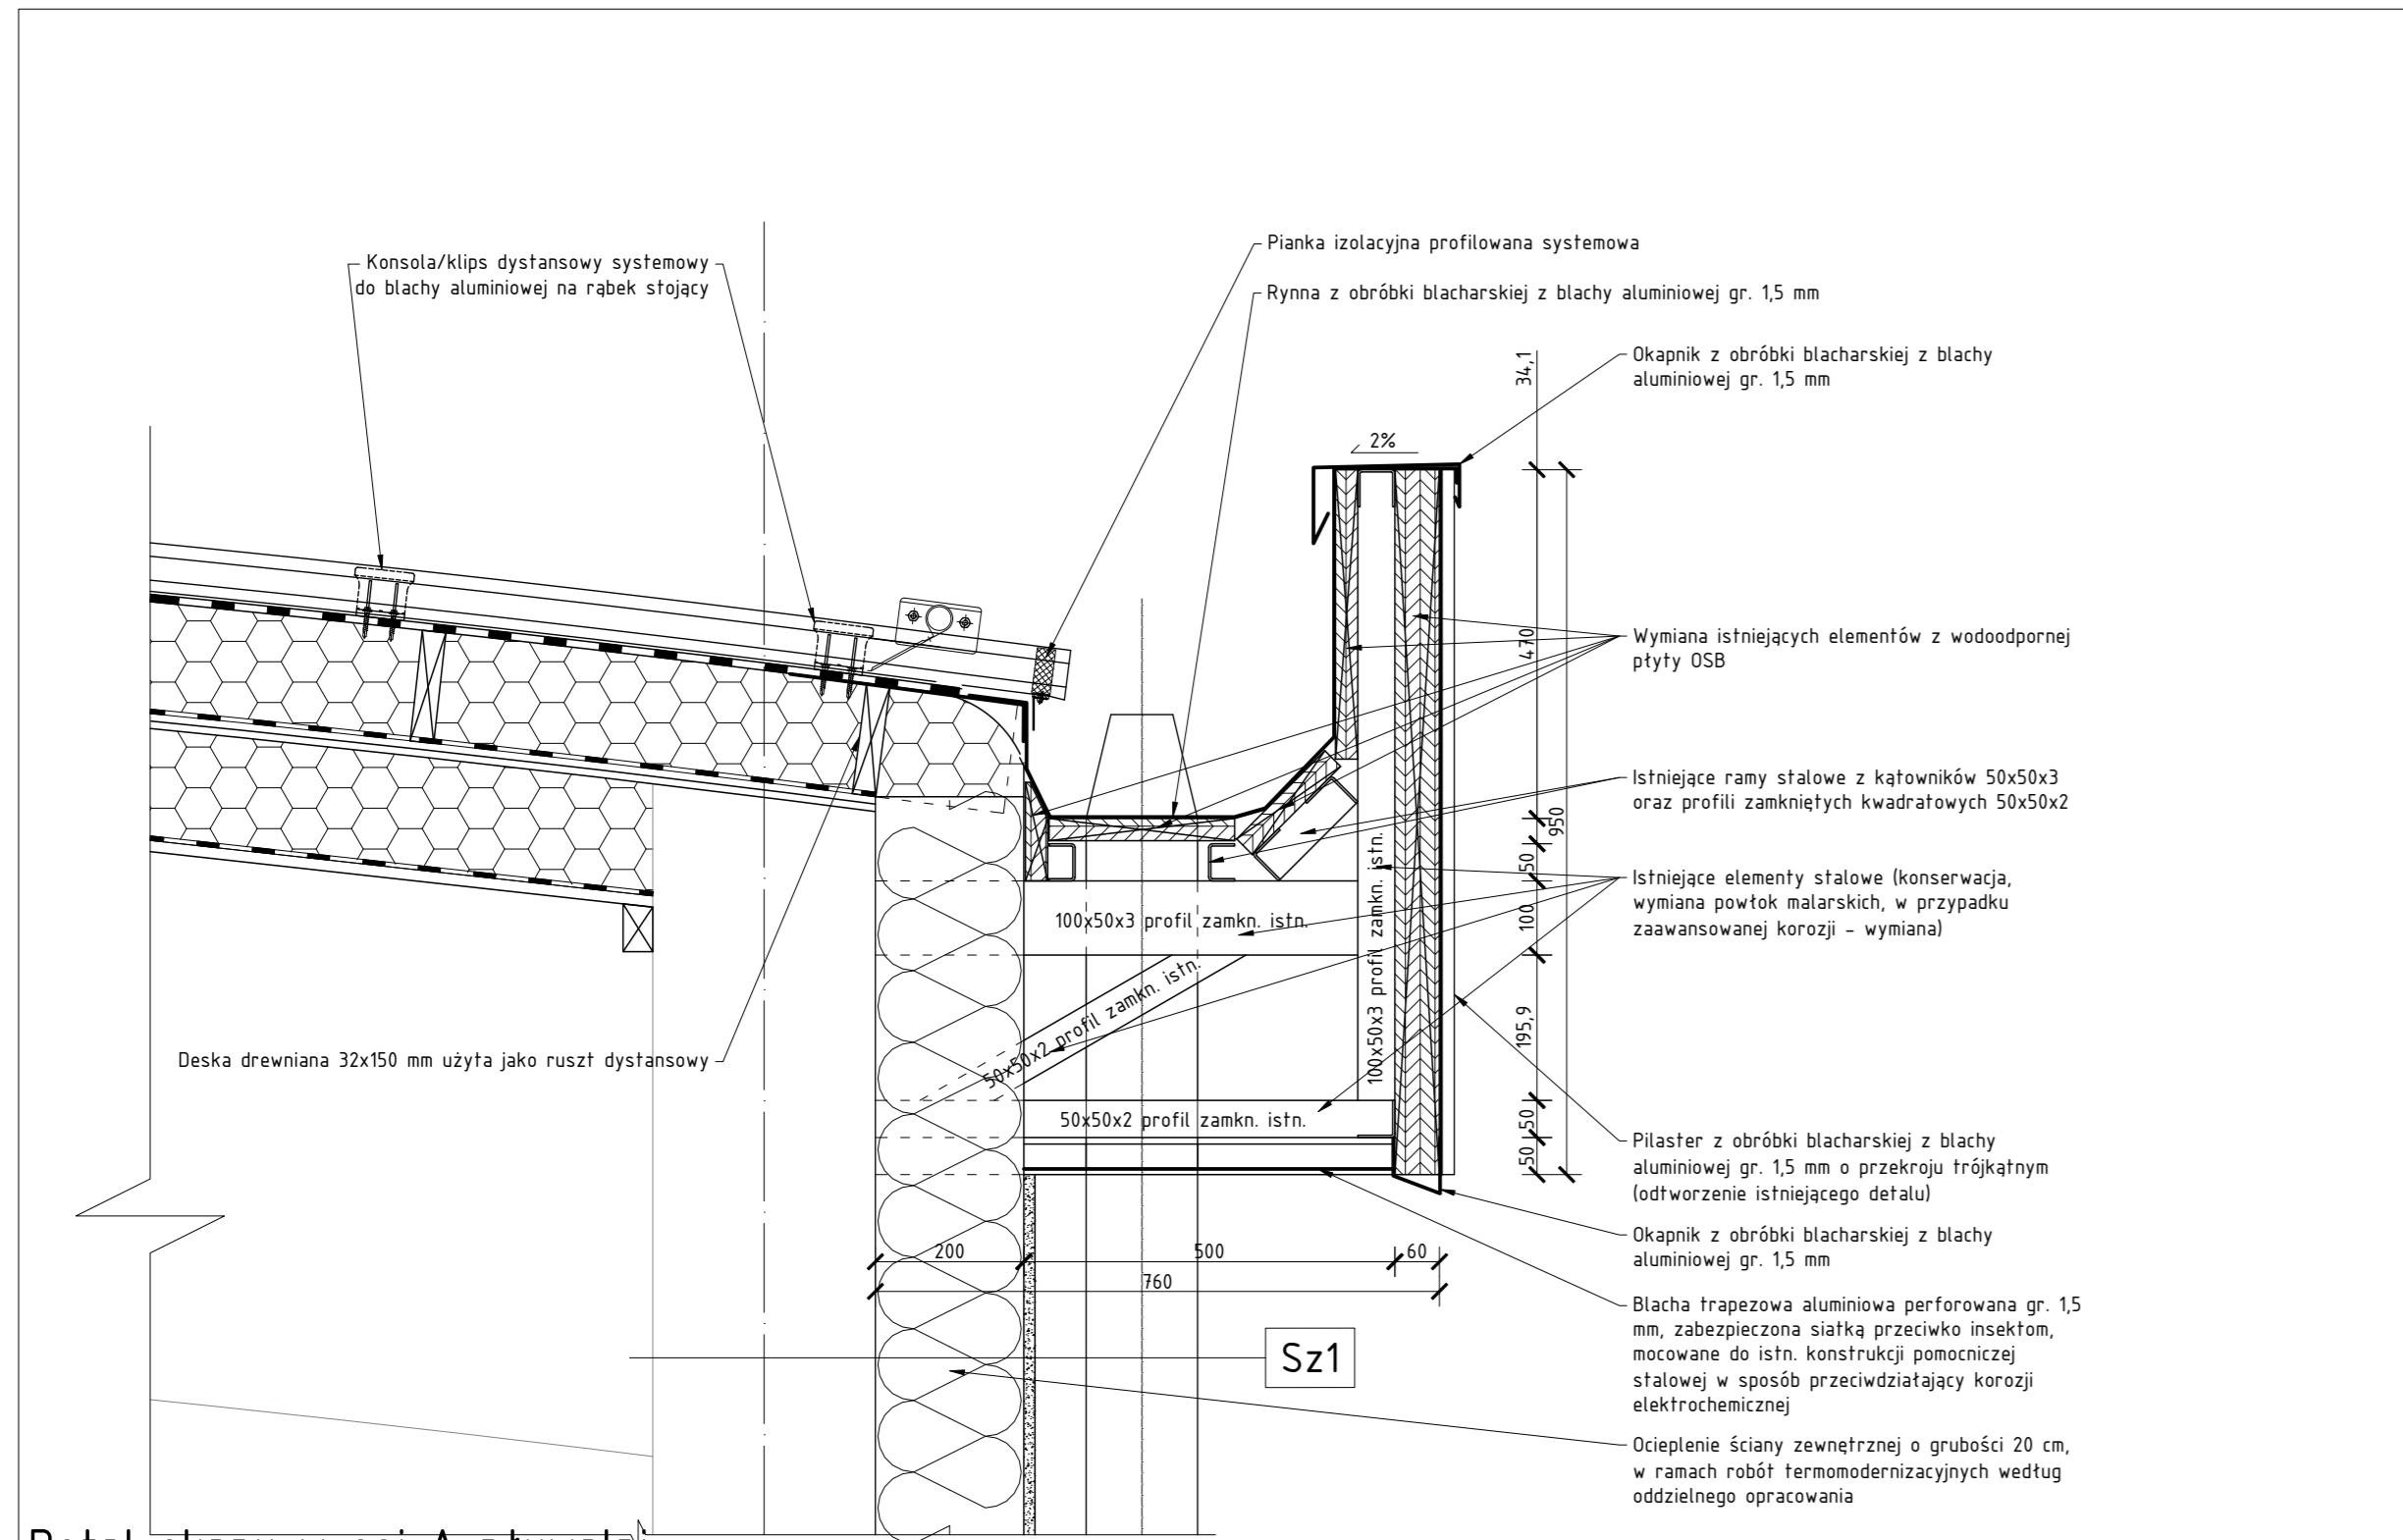 Konsola/klips dystansowy systemowy
do blachy aluminiowej na rąbek stojący
Pianka izolacyjna profilowana systemowa
Rynna z obróbki blacharskiej z blachy aluminiowej gr. 1,5 mm
Okapnik z obróbki blacharskiej z blachy
aluminiowej gr. 1,5 mm
34,1
2%
470
950
Wymiana istniejących elementów z wodoodpornej
płyty OSB
Istniejące ramy stalowe z kątowników 50x50x3
oraz profili zamkniętych kwadratowych 50x50x2
50
100
Istniejące elementy stalowe (konserwacja,
wymiana powłok malarskich, w przypadku
zaawansowanej korozji – wymiana)
100x50x3 profil zamkn. istn.
100x50x3 profil zamkn. istn.
50x50x2 profil zamkn. istn.
195,9
Deska drewniana 32x150 mm użyta jako ruszt dystansowy
50x50x2 profil zamkn. istn.
50
50
Pilaster z obróbki blacharskiej z blachy
aluminiowej gr. 1,5 mm o przekroju trójkątnym
(odtworzenie istniejącego detalu)
Okapnik z obróbki blacharskiej z blachy
aluminiowej gr. 1,5 mm
200
500
60
760
Blacha trapezowa aluminiowa perforowana gr. 1,5
mm, zabezpieczona siatką przeciwko insektom,
mocowane do istn. konstrukcji pomocniczej
stalowej w sposób przeciwdziałający korozji
elektrochemicznej
Sz1
Ocieplenie ściany zewnętrznej o grubości 20 cm,
w ramach robót termomodernizacyjnych według
oddzielnego opracowania